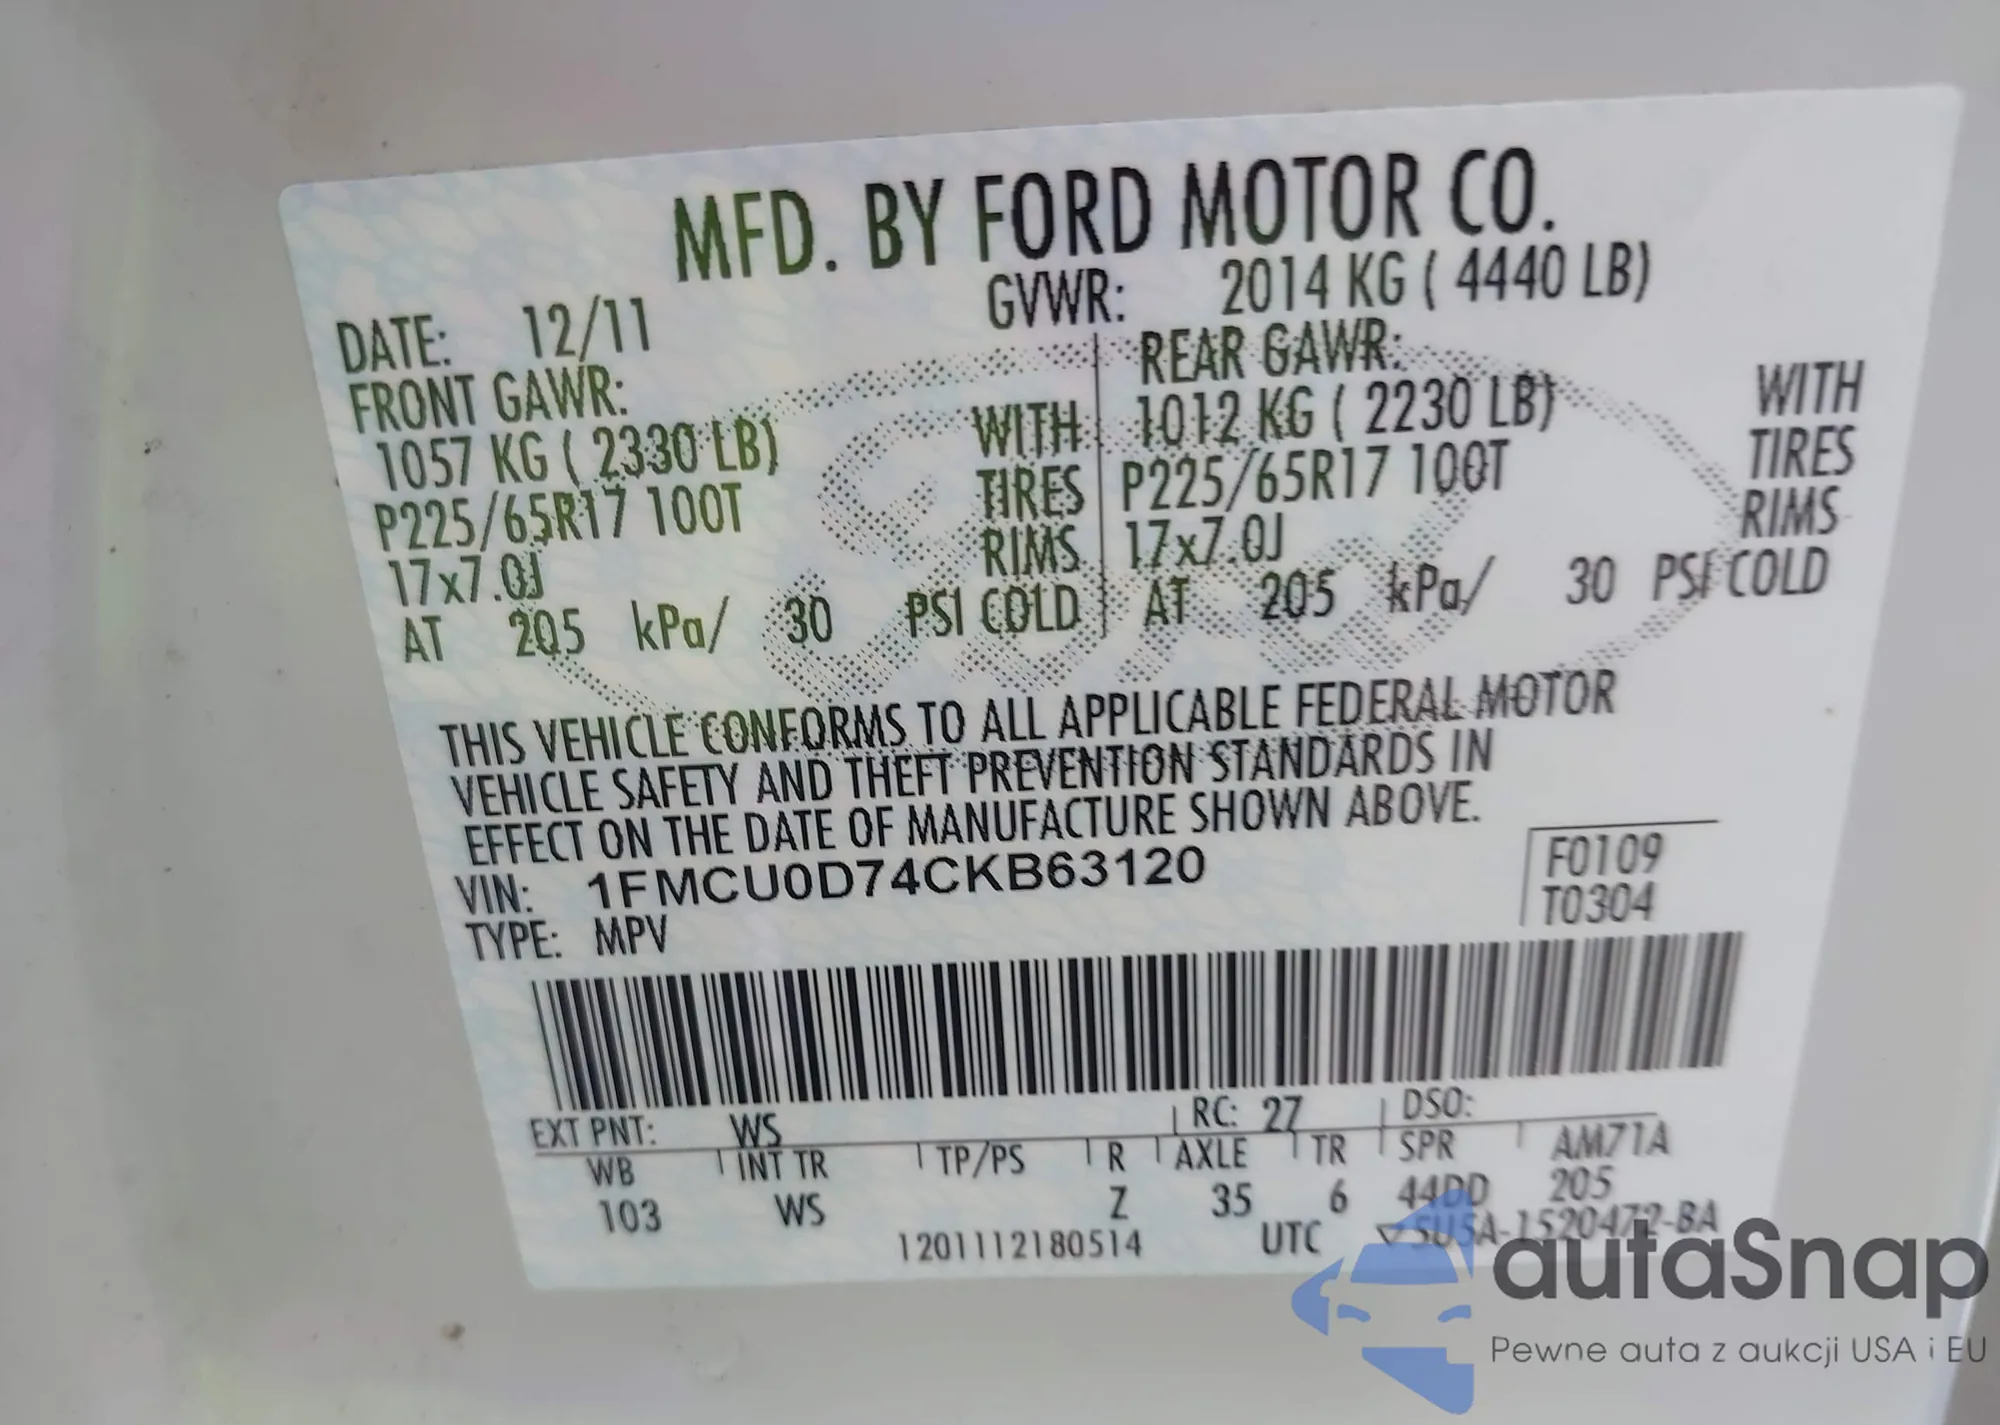 MFD. BY FORD MOTOR CO.
DATE: 12/11 GVWR: 2014 KG ( 4440 LB)
FRONT GAWR: REAR GAWR:
1057 KG ( 2330 LB) WITH 1012 KG ( 2230 LB) WITH
P225/65R17 100T TIRES P225/65R17 100T TIRES
17x7.0J RIMS 17x7.0J RIMS
AT 205 kPa/ 30 PSI COLD AT 205 kPa/ 30 PSI COLD
THIS VEHICLE CONFORMS TO ALL APPLICABLE FEDERAL MOTOR
VEHICLE SAFETY AND THEFT PREVENTION STANDARDS IN
EFFECT ON THE DATE OF MANUFACTURE SHOWN ABOVE.
F0109
VIN: 1FMCU0D74CKB63120
T0304
TYPE: MPV
EXT PNT: WS RC: 27 DSO:
WB INT TR TP/PS R AXLE TR SPR AM71A
103 WS Z 35 6 44DD 205
1201112180514 UTC ▽5U5A-1520472-BA
autaSnap
Pewne auta z aukcji USA i EU